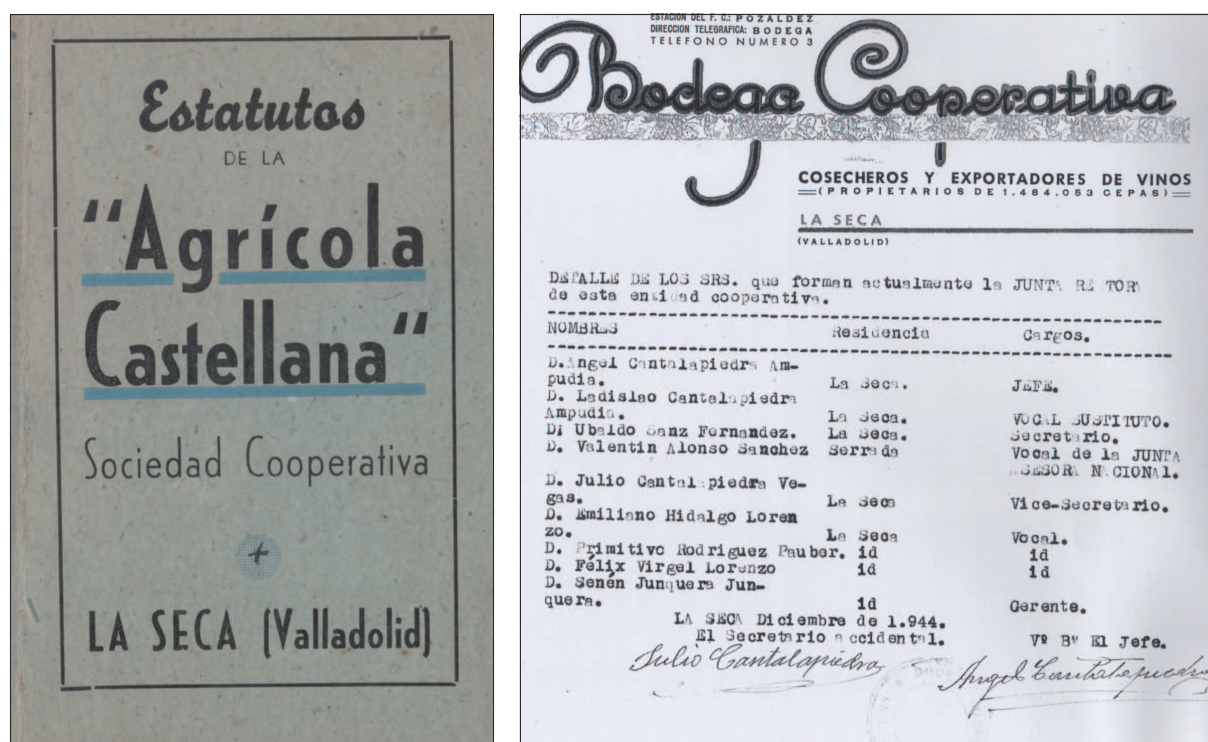 Estatutos
DE LA
"Agrícola
Castellana"
Sociedad Cooperativa
+
LA SECA (Valladolid)
ESTACION DEL F. C.: POZALDEZ
DIRECCION TELEGRAFICA: BODEGA
TELEFONO NUMERO 3
Bodega Cooperativa
COSECHEROS Y EXPORTADORES DE VINOS
(PROPIETARIOS DE 1.484.053 CEPAS)
LA SECA
(VALLADOLID)
DETALLE DE LOS SRS. que forman actualmente la JUNTA RE TORA
de esta entidad cooperativa.
NOMBRES Residencia Cargos.
D.Angel Cantalapiedra Am-
pudia. La Seca. JEFE.
D. Ladislao Cantalapiedra
Ampudia. La Seca. VOCAL SUSTITUTO.
D; Ubaldo Sanz Fernandez. La Seca. Secretario.
D. Valentin Alonso Sanchez Serrada Vocal de la JUNTA
ASESORA NACIONAL.
D. Julio Cantalapiedra Ve-
gas. La Seca Vice-Secretario.
D. Emiliano Hidalgo Loren
zo. La Seca Vocal.
D. Primitivo Rodriguez Pauber. id id
D. Félix Virgel Lorenzo id id
D. Senén Junquera Jun-
quera. id Gerente.
LA SECA Diciembre de 1.944.
El Secretario accidental. Vº Bº El Jefe.
Julio Cantalapiedra Angel Cantalapiedra